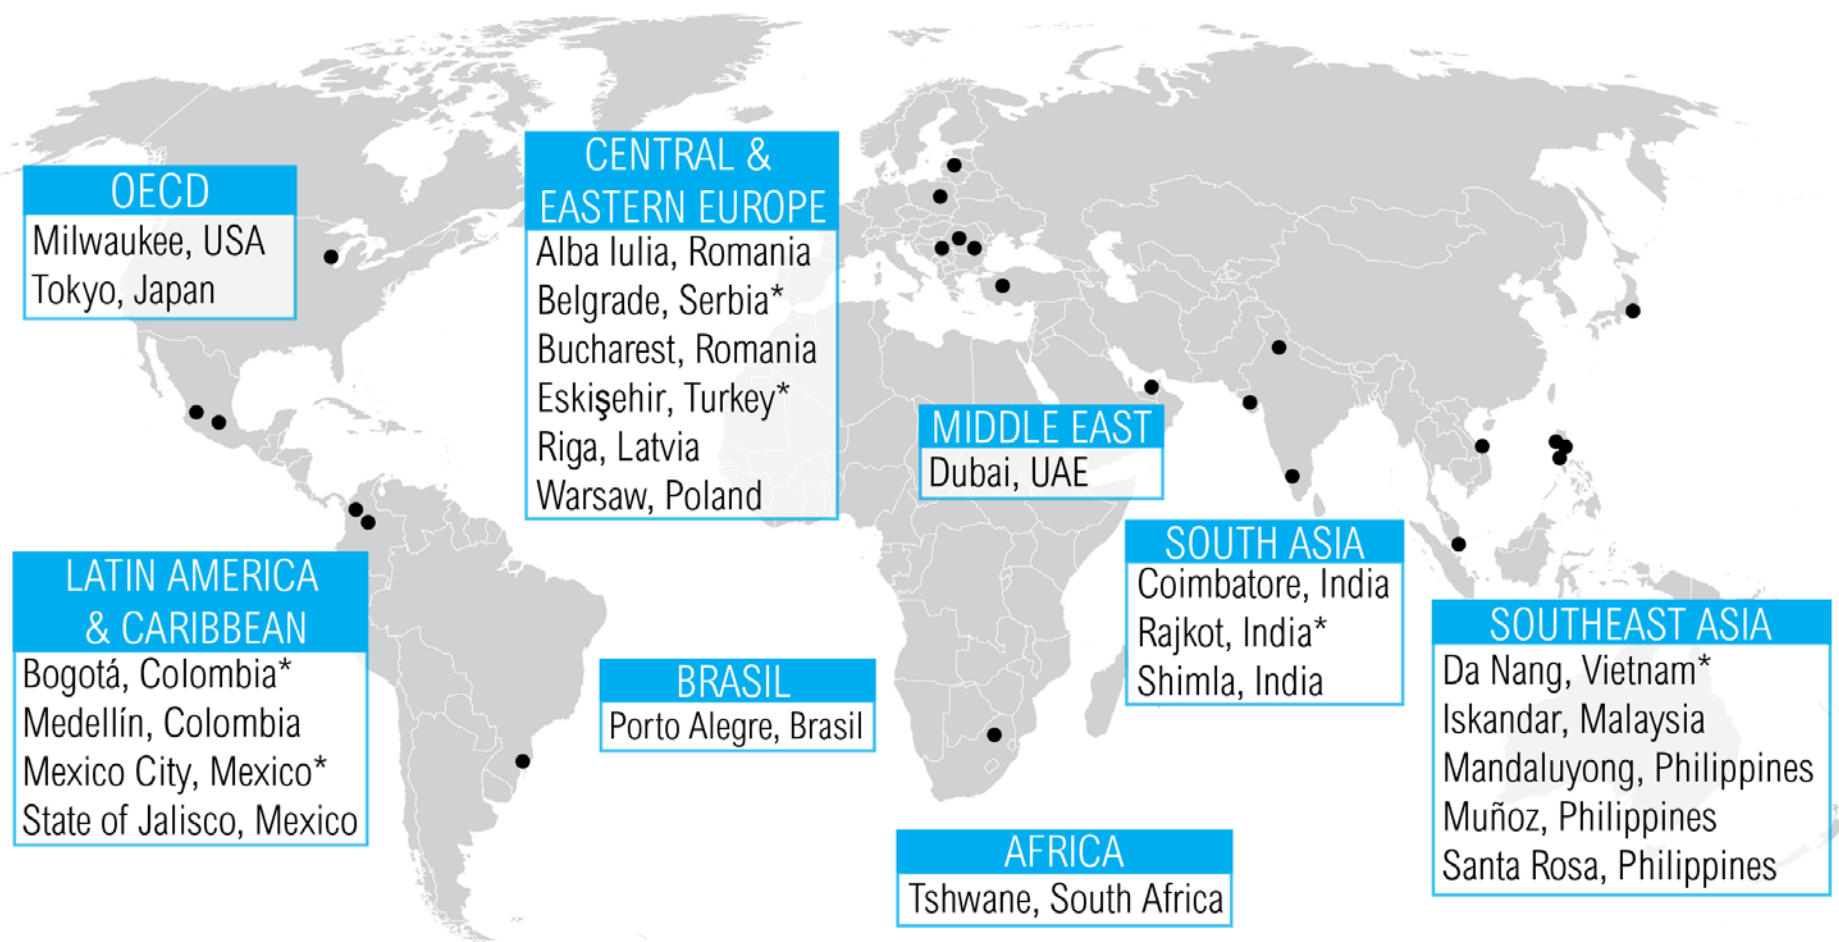 OECD
Milwaukee, USA
Tokyo, Japan
CENTRAL &
EASTERN EUROPE
Alba Iulia, Romania
Belgrade, Serbia*
Bucharest, Romania
Eskişehir, Turkey*
Riga, Latvia
Warsaw, Poland
MIDDLE EAST
Dubai, UAE
LATIN AMERICA
& CARIBBEAN
Bogotá, Colombia*
Medellín, Colombia
Mexico City, Mexico*
State of Jalisco, Mexico
BRASIL
Porto Alegre, Brasil
SOUTH ASIA
Coimbatore, India
Rajkot, India*
Shimla, India
SOUTHEAST ASIA
Da Nang, Vietnam*
Iskandar, Malaysia
Mandaluyong, Philippines
Muñoz, Philippines
Santa Rosa, Philippines
AFRICA
Tshwane, South Africa